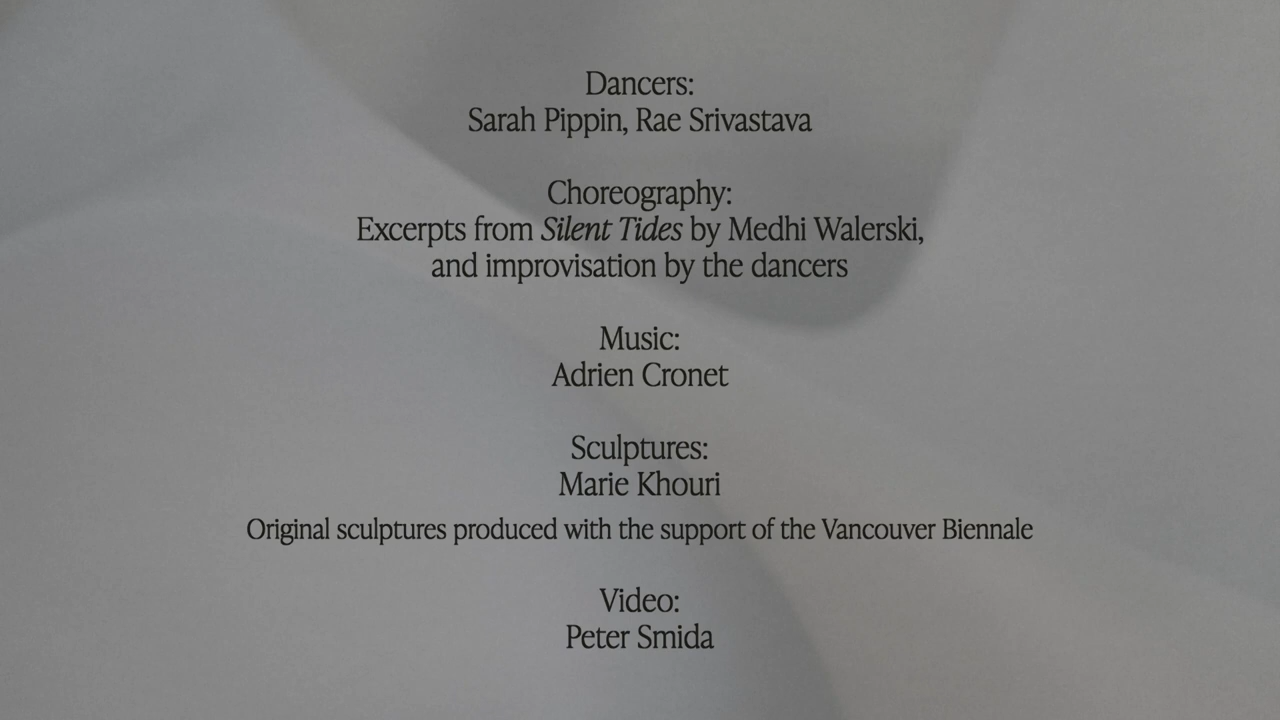 Dancers:
Sarah Pippin, Rae Srivastava
Choreography:
Excerpts from Silent Tides by Medhi Walerski,
and improvisation by the dancers
Music:
Adrien Cronet
Sculptures:
Marie Khouri
Original sculptures produced with the support of the Vancouver Biennale
Video:
Peter Smida